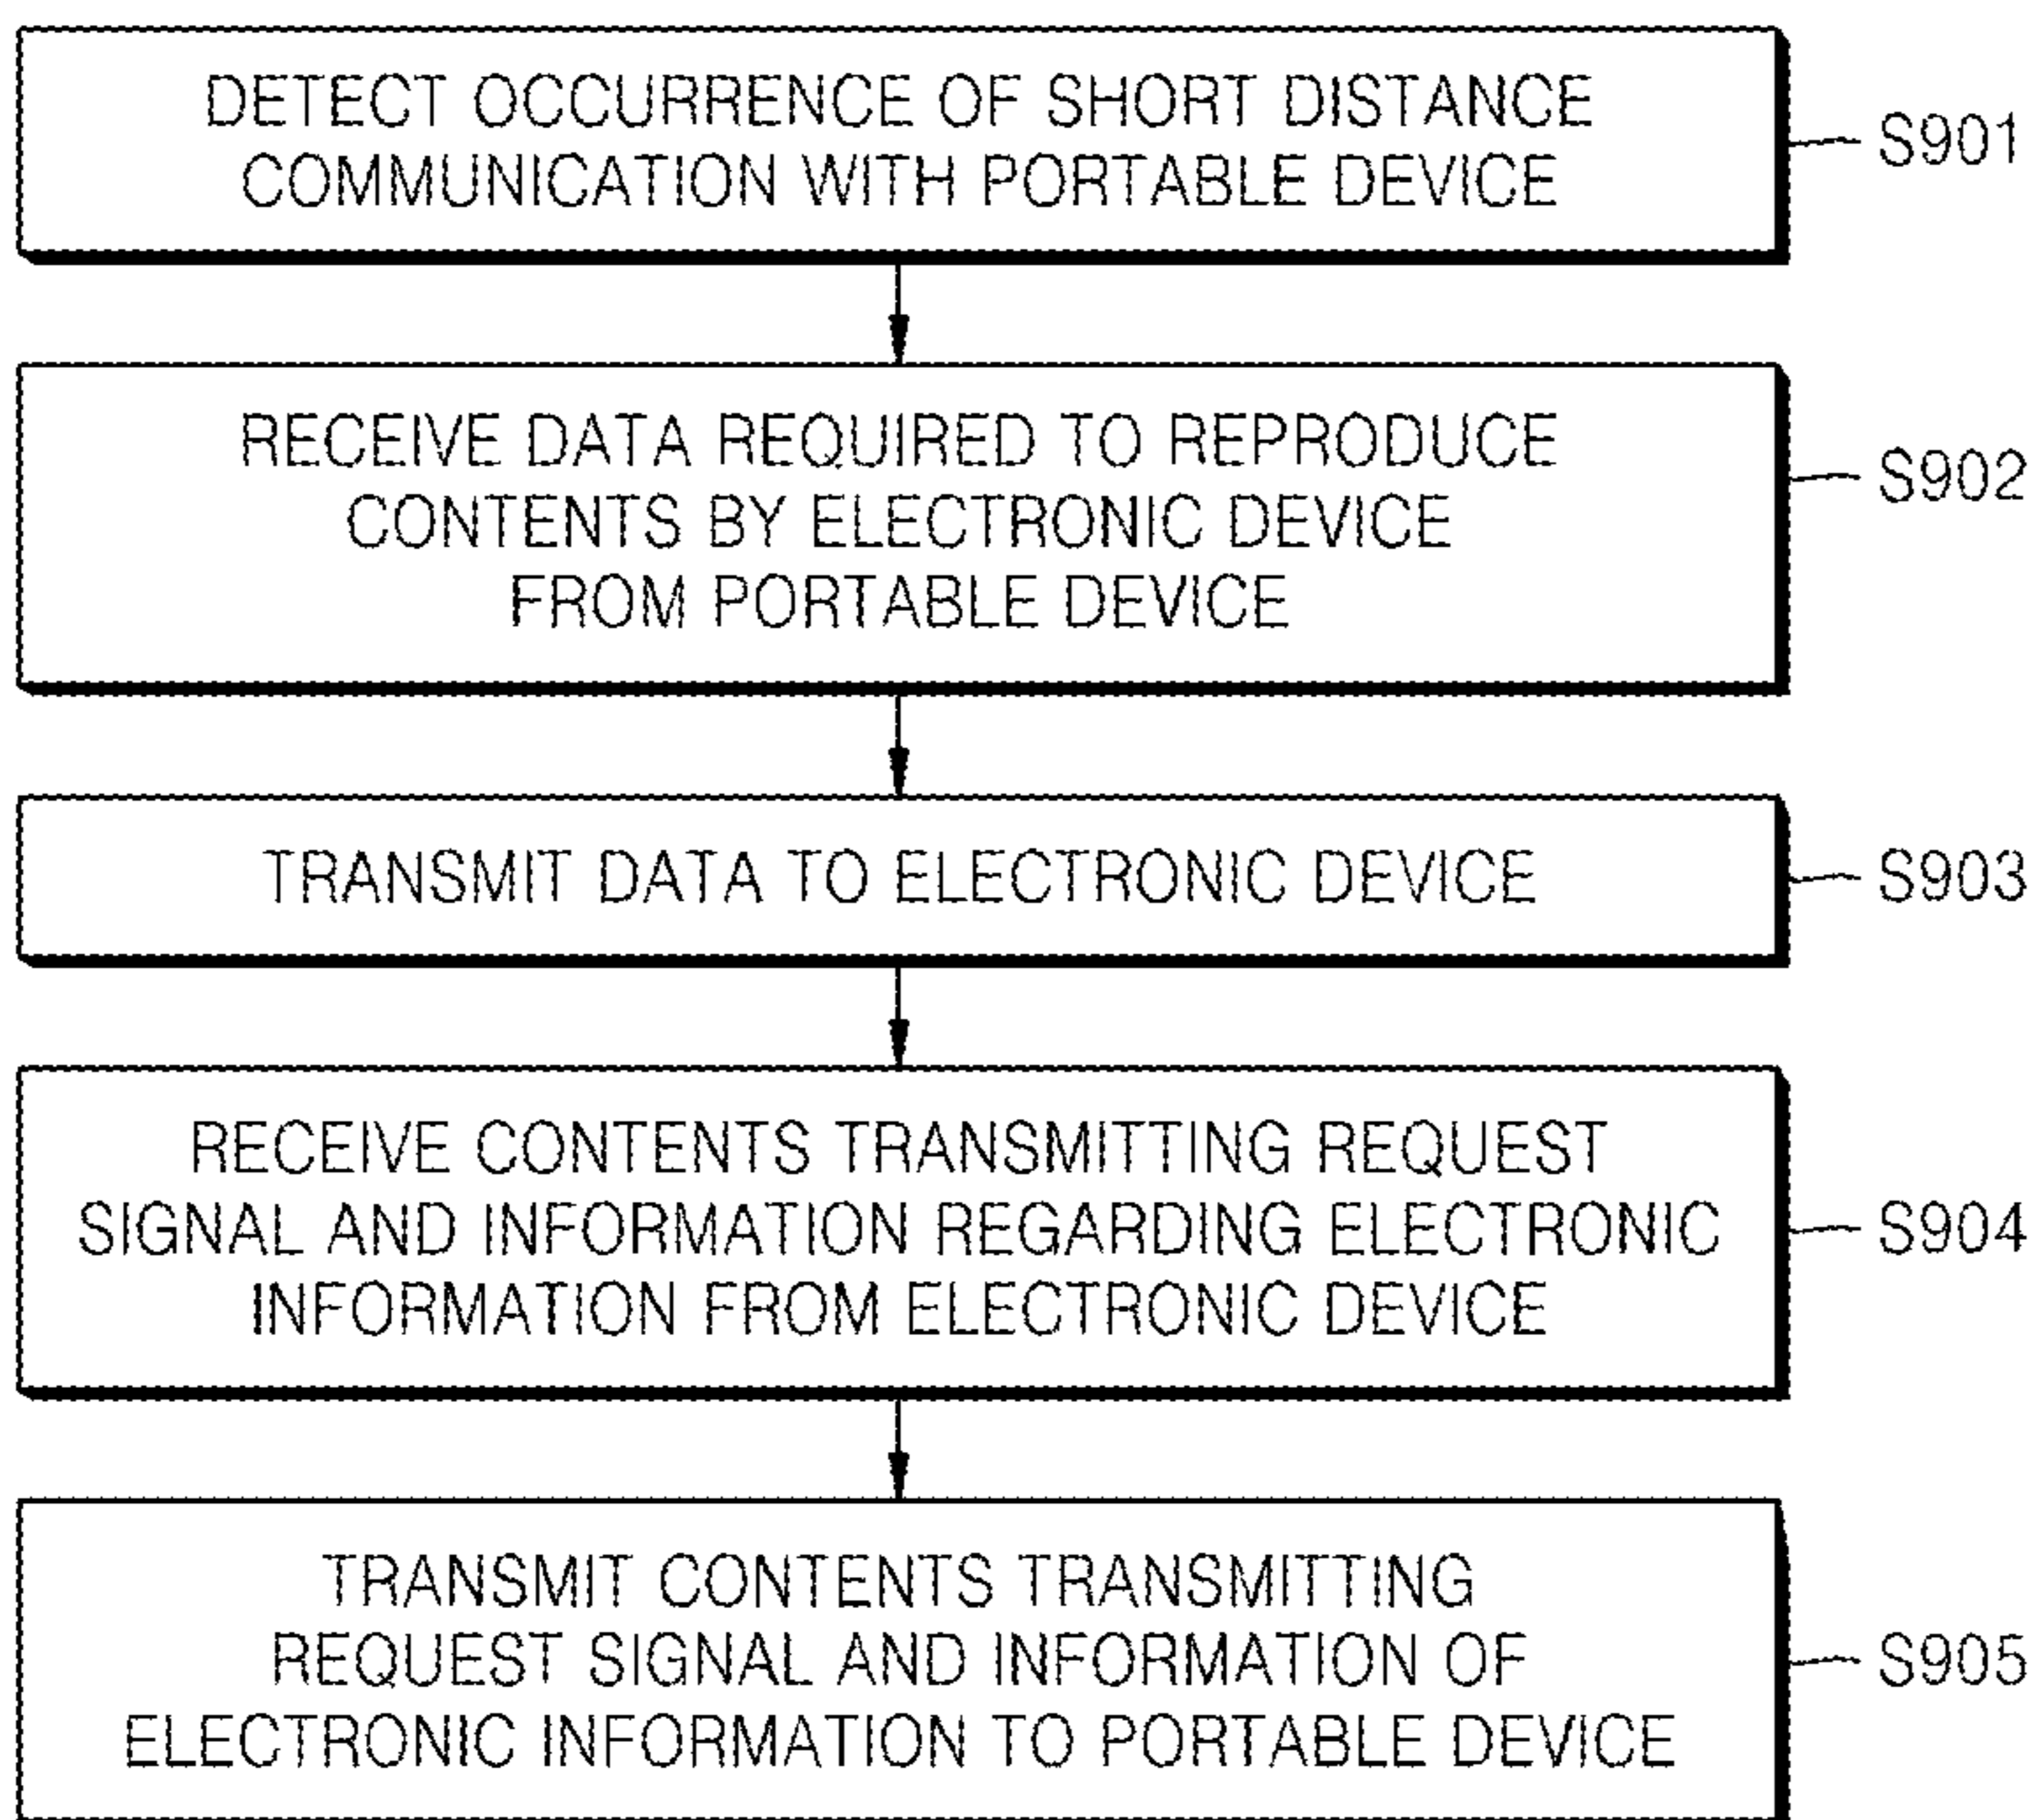 DETECT OCCURRENCE OF SHORT DISTANCE
COMMUNICATION WITH PORTABLE DEVICE
S901
RECEIVE DATA REQUIRED TO REPRODUCE
CONTENTS BY ELECTRONIC DEVICE
FROM PORTABLE DEVICE
S902
TRANSMIT DATA TO ELECTRONIC DEVICE
S903
RECEIVE CONTENTS TRANSMITTING REQUEST
SIGNAL AND INFORMATION REGARDING ELECTRONIC
INFORMATION FROM ELECTRONIC DEVICE
S904
TRANSMIT CONTENTS TRANSMITTING
REQUEST SIGNAL AND INFORMATION OF
ELECTRONIC INFORMATION TO PORTABLE DEVICE
S905